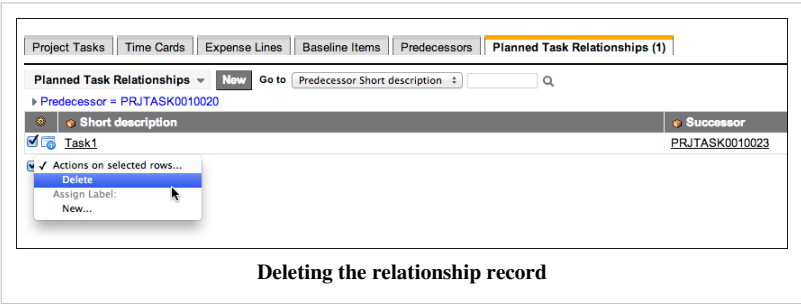 Project Tasks Time Cards Expense Lines Baseline Items Predecessors Planned Task Relationships (1)
Planned Task Relationships New Go to Predecessor Short description
Predecessor = PRJTASK0010020
Short description Successor
Task1 PRJTASK0010023
Actions on selected rows...
Delete
Assign Label:
New...
Deleting the relationship record